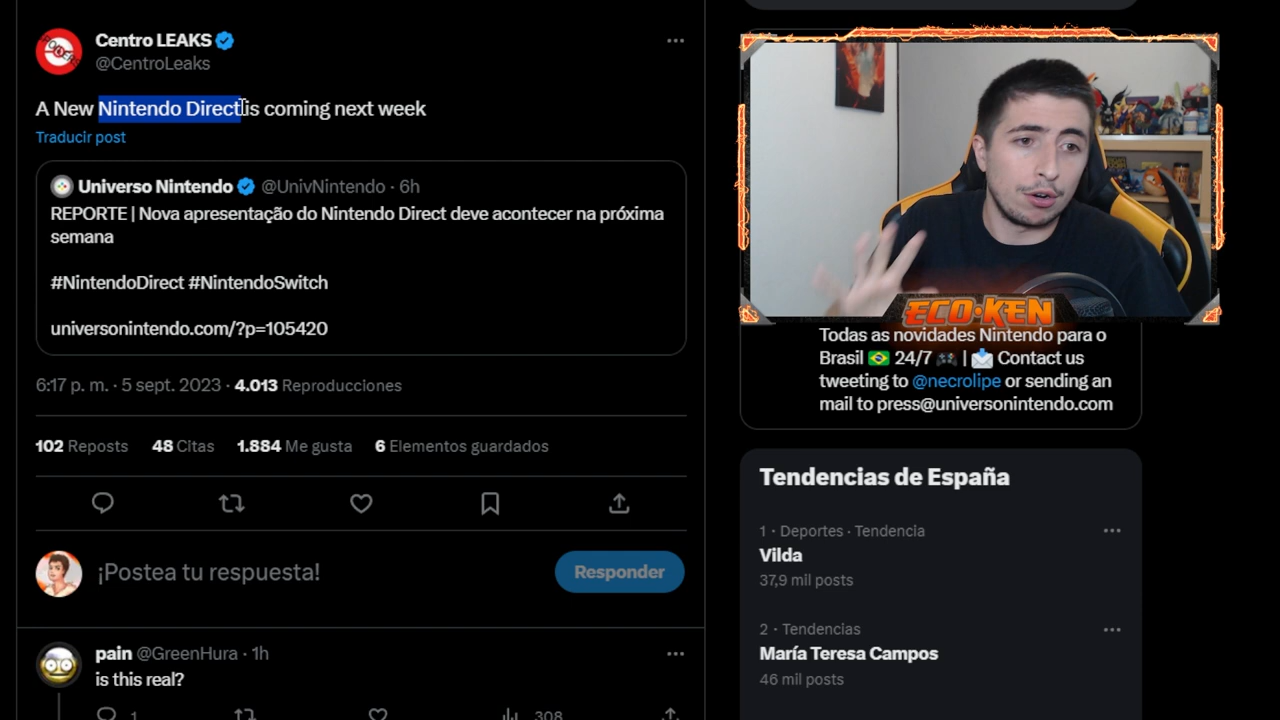 Centro LEAKS
@CentroLeaks
A New Nintendo Direct is coming next week
Traducir post
Universo Nintendo @UnivNintendo · 6h
REPORTE | Nova apresentação do Nintendo Direct deve acontecer na próxima
semana
#NintendoDirect #NintendoSwitch
universonintendo.com/?p=105420
6:17 p. m. · 5 sept. 2023 · 4.013 Reproducciones
102 Reposts 48 Citas 1.884 Me gusta 6 Elementos guardados
¡Postea tu respuesta!
Responder
pain @GreenHura · 1h
is this real?
1 308
ECO·KEN
Todas as novidades Nintendo para o
Brasil 🇧🇷 24/7 🎮 | 📩 Contact us
tweeting to @necrolipe or sending an
mail to press@universonintendo.com
Tendencias de España
1 · Deportes · Tendencia
Vilda
37,9 mil posts
2 · Tendencias
María Teresa Campos
46 mil posts